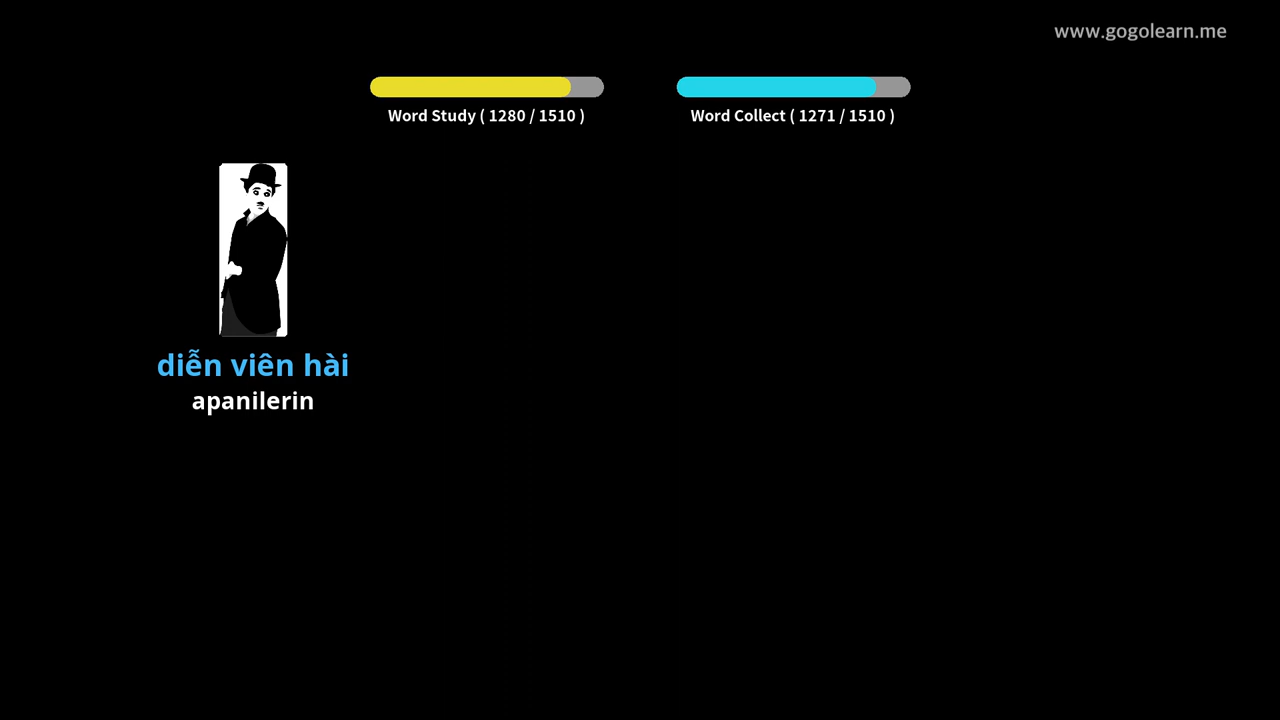 www.gogolearn.me
Word Study ( 1280 / 1510 )
Word Collect ( 1271 / 1510 )
diễn viên hài
apanilerin